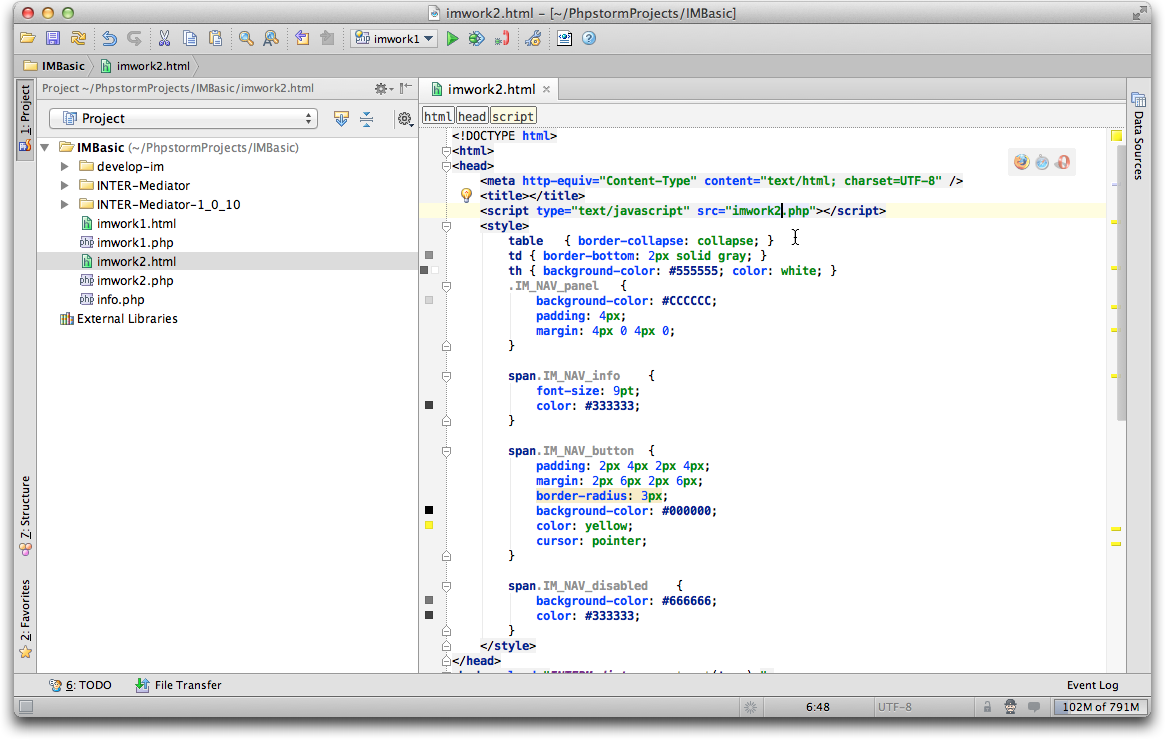 imwork2.html – [~/PhpstormProjects/IMBasic]
imwork1
IMBasic
imwork2.html
Project ~/PhpstormProjects/IMBasic/imwork2.html
imwork2.html
1: Project
Project
html head script
IMBasic (~/PhpstormProjects/IMBasic)
develop-im
INTER-Mediator
INTER-Mediator-1_0_10
imwork1.html
imwork1.php
imwork2.html
imwork2.php
info.php
External Libraries
<!DOCTYPE html>
<html>
<head>
<meta http-equiv="Content-Type" content="text/html; charset=UTF-8" />
<title></title>
<script type="text/javascript" src="imwork2.php"></script>
<style>
table { border-collapse: collapse; }
td { border-bottom: 2px solid gray; }
th { background-color: #555555; color: white; }
.IM_NAV_panel {
background-color: #CCCCCC;
padding: 4px;
margin: 4px 0 4px 0;
}
span.IM_NAV_info {
font-size: 9pt;
color: #333333;
}
span.IM_NAV_button {
padding: 2px 4px 2px 4px;
margin: 2px 6px 2px 6px;
border-radius: 3px;
background-color: #000000;
color: yellow;
cursor: pointer;
}
span.IM_NAV_disabled {
background-color: #666666;
color: #333333;
}
</style>
</head>
Data Sources
Z: Structure
2: Favorites
6: TODO
File Transfer
Event Log
6:48
UTF-8
102M of 791M